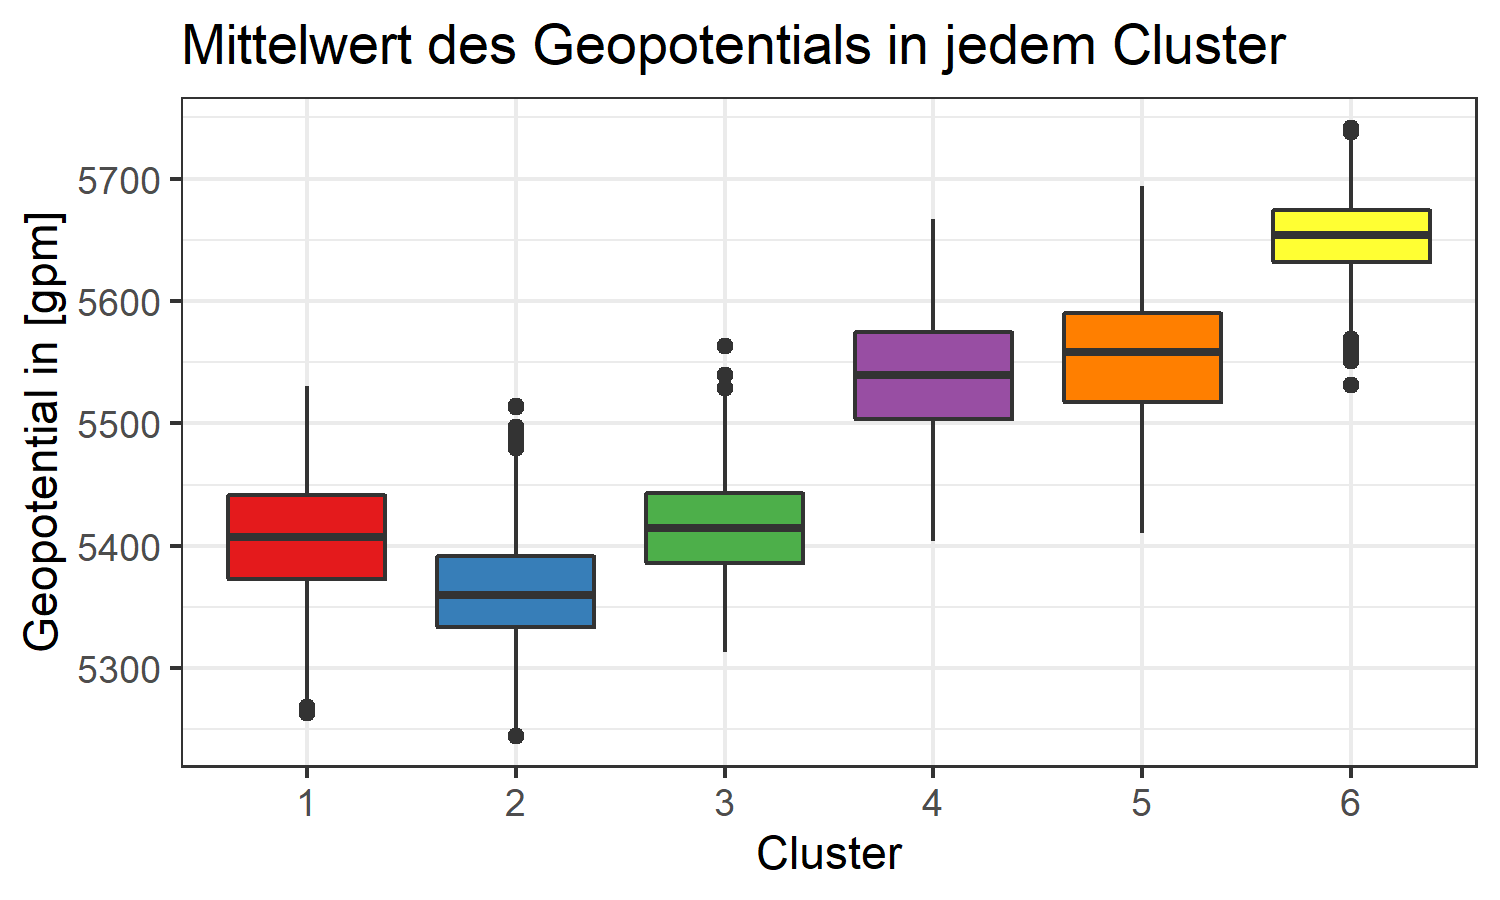 Mittelwert des Geopotentials in jedem Cluster
Geopotential in [gpm]
5700
5600
5500
5400
5300
1 2 3 4 5 6
Cluster